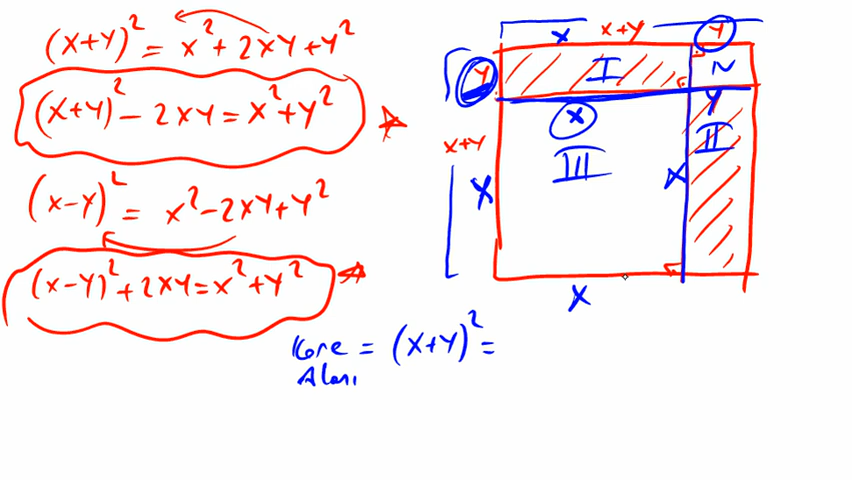 (x+y)² = x² + 2xy + y²
(x+y)² - 2xy = x² + y²
(x-y)² = x² - 2xy + y²
(x-y)² + 2xy = x² + y²
x x+y y
y I
x y
x+y III x II
x
x
Kare = (x+y)² =
Alanı